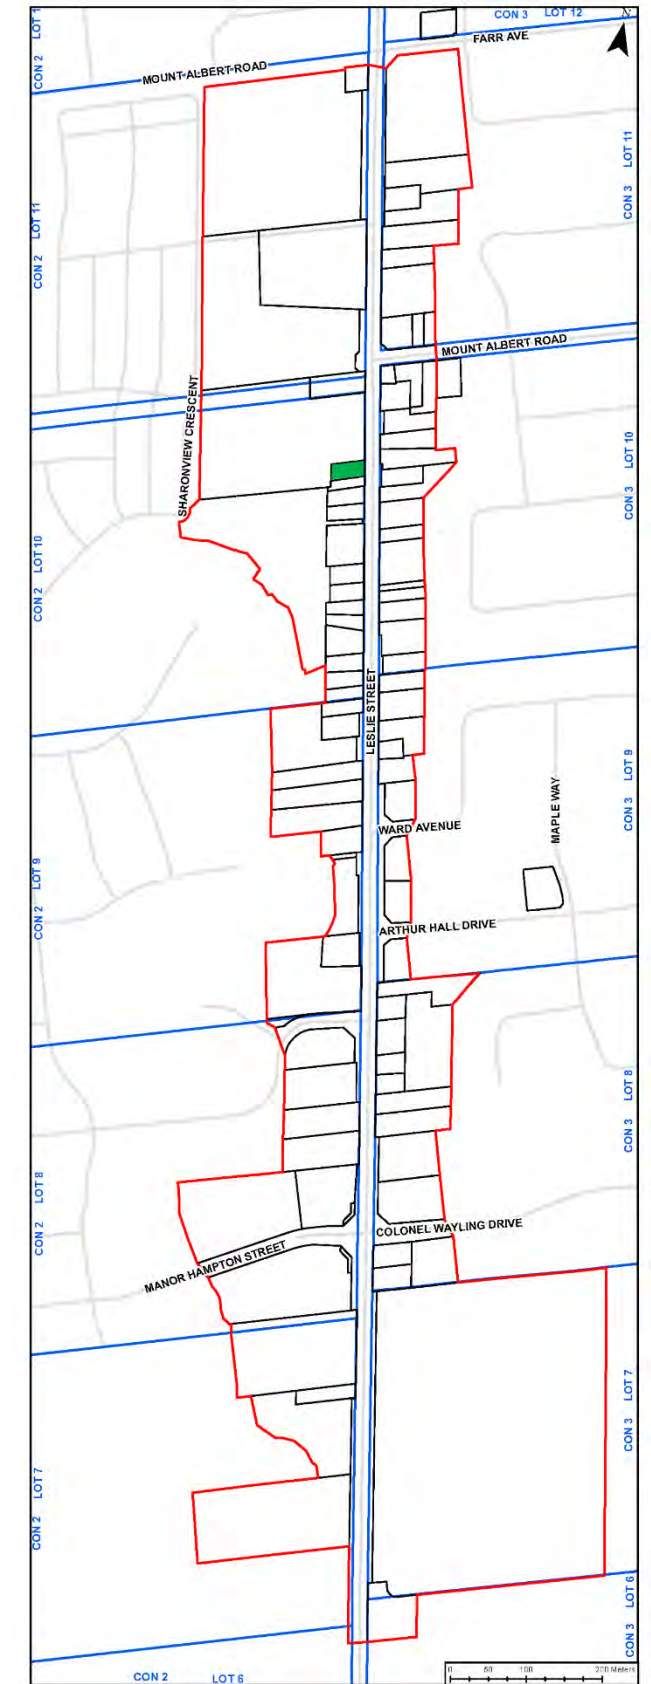 CON 3 LOT 12
N
LOT 1
CON 2
FARR AVE
MOUNT ALBERT ROAD
LOT 11
CON 3
LOT 11
CON 2
MOUNT ALBERT ROAD
SHARONVIEW CRESCENT
LOT 10
CON 3
LOT 10
CON 2
LESLIE STREET
LOT 9
CON 3
MAPLE WAY
WARD AVENUE
LOT 9
CON 2
ARTHUR HALL DRIVE
LOT 8
CON 3
LOT 8
CON 2
COLONEL WAYLING DRIVE
MANOR HAMPTON STREET
LOT 7
CON 3
LOT 7
CON 2
LOT 6
CON 3
CON 2 LOT 6
0 50 100 200 Meters